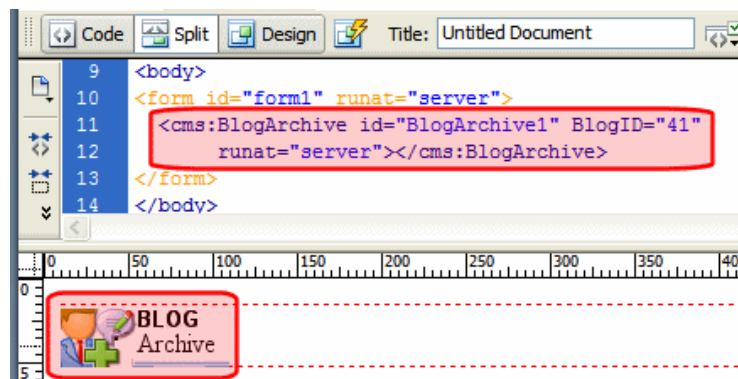 Code Split Design Title: Untitled Document
9 <body>
10 <form id="form1" runat="server">
11 <cms:BlogArchive id="BlogArchive1" BlogID="41"
12 runat="server"></cms:BlogArchive>
13 </form>
14 </body>
0 50 100 150 200 250 300 350 40
0
BLOG
Archive
5